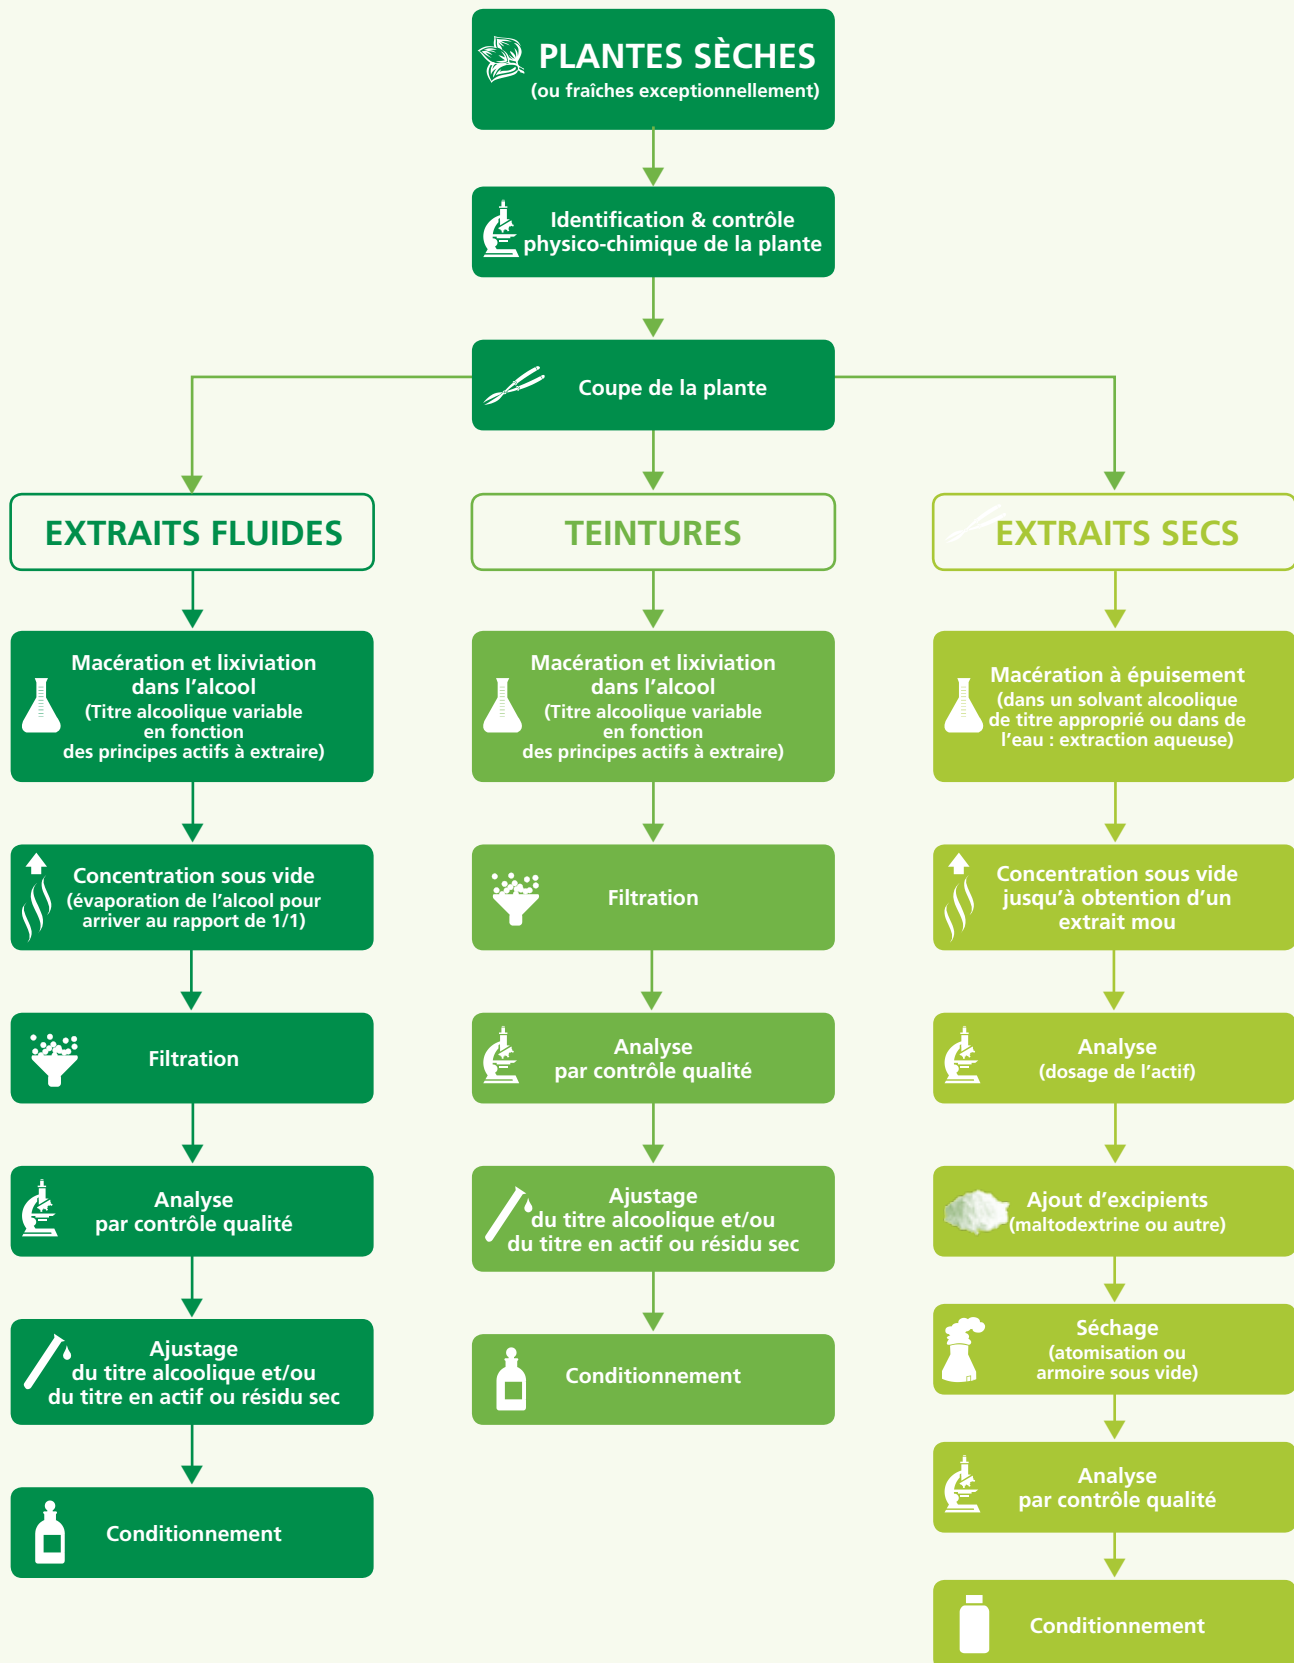 PLANTES SÈCHES
(ou fraîches exceptionnellement)
Identification & contrôle
physico-chimique de la plante
Coupe de la plante
EXTRAITS FLUIDES
Macération et lixiviation
dans l’alcool
(Titre alcoolique variable
en fonction
des principes actifs à extraire)
Concentration sous vide
(évaporation de l’alcool pour
arriver au rapport de 1/1)
Filtration
Analyse
par contrôle qualité
Ajustage
du titre alcoolique et/ou
du titre en actif ou résidu sec
Conditionnement
TEINTURES
Macération et lixiviation
dans l’alcool
(Titre alcoolique variable
en fonction
des principes actifs à extraire)
Filtration
Analyse
par contrôle qualité
Ajustage
du titre alcoolique et/ou
du titre en actif ou résidu sec
Conditionnement
EXTRAITS SECS
Macération à épuisement
(dans un solvant alcoolique
de titre approprié ou dans de
l’eau : extraction aqueuse)
Concentration sous vide
jusqu’à obtention d’un
extrait mou
Analyse
(dosage de l’actif)
Ajout d’excipients
(maltodextrine ou autre)
Séchage
(atomisation ou
armoire sous vide)
Analyse
par contrôle qualité
Conditionnement